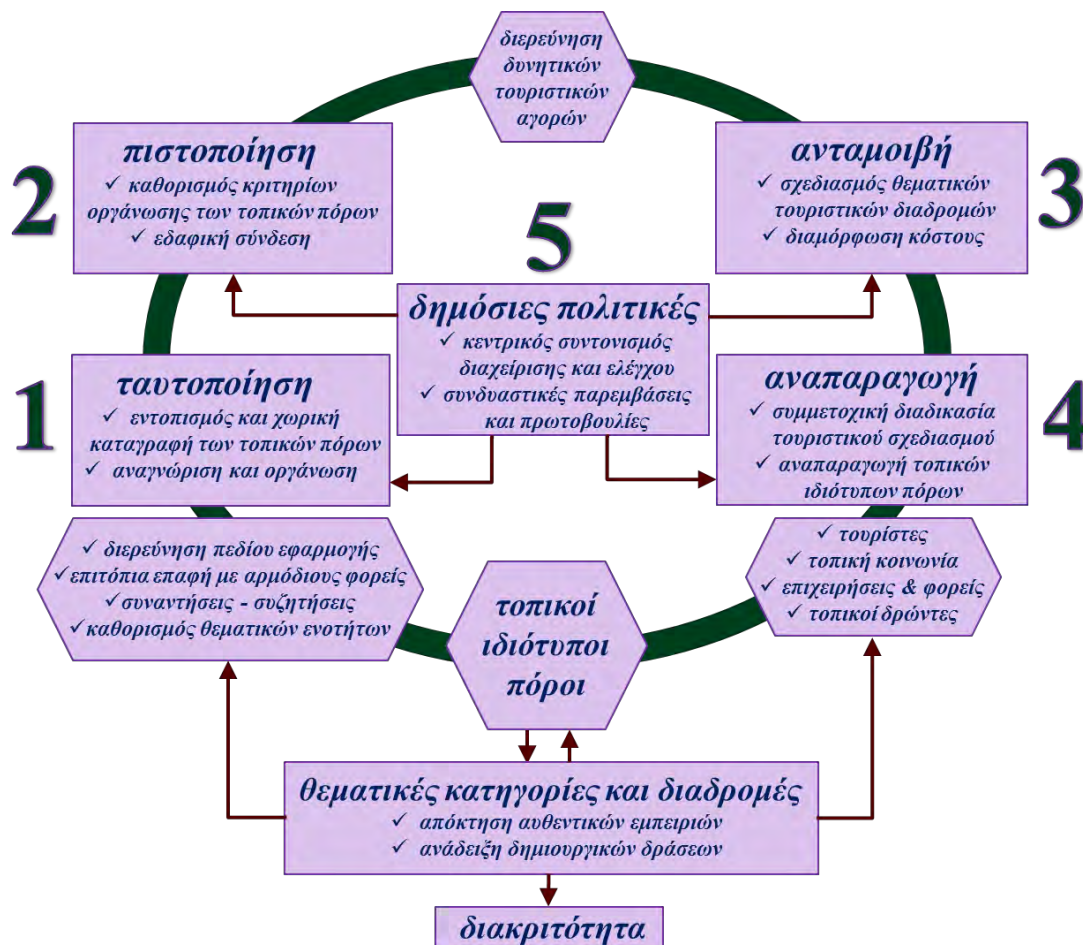 διερεύνηση
δυνητικών
τουριστικών
αγορών
2
πιστοποίηση
✓ καθορισμός κριτηρίων
οργάνωσης των τοπικών πόρων
✓ εδαφική σύνδεση
ανταμοιβή
✓ σχεδιασμός θεματικών
τουριστικών διαδρομών
✓ διαμόρφωση κόστους
3
5
δημόσιες πολιτικές
✓ κεντρικός συντονισμός
διαχείρισης και ελέγχου
✓ συνδυαστικές παρεμβάσεις
και πρωτοβουλίες
1
ταυτοποίηση
✓ εντοπισμός και χωρική
καταγραφή των τοπικών πόρων
✓ αναγνώριση και οργάνωση
αναπαραγωγή
✓ συμμετοχική διαδικασία
τουριστικού σχεδιασμού
✓ αναπαραγωγή τοπικών
ιδιότυπων πόρων
4
✓ διερεύνηση πεδίου εφαρμογής
✓επιτόπια επαφή με αρμόδιους φορείς
✓συναντήσεις - συζητήσεις
✓καθορισμός θεματικών ενοτήτων
τοπικοί
ιδιότυποι
πόροι
✓ τουρίστες
✓ τοπική κοινωνία
✓ επιχειρήσεις & φορείς
✓ τοπικοί δρώντες
θεματικές κατηγορίες και διαδρομές
✓ απόκτηση αυθεντικών εμπειριών
✓ ανάδειξη δημιουργικών δράσεων
διακριτότητα